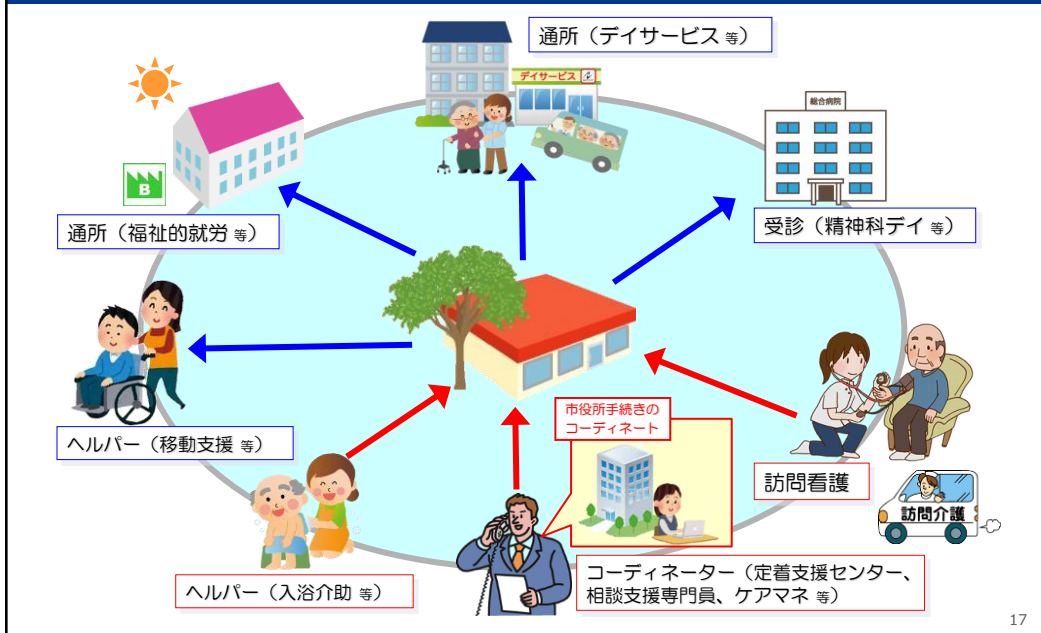 通所（デイサービス 等）
デイサービス
総合病院
B
通所（福祉的就労 等）
受診（精神科デイ 等）
ヘルパー（移動支援 等）
市役所手続きの
コーディネート
訪問看護
訪問介護
ヘルパー（入浴介助 等）
コーディネーター（定着支援センター、
相談支援専門員、ケアマネ 等）
17